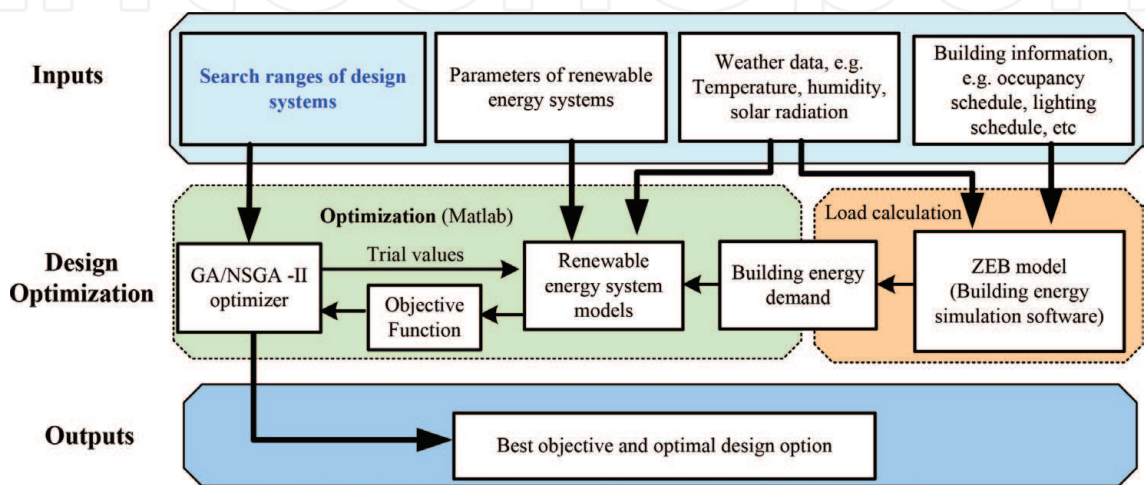 Inputs
Search ranges of design
systems
Parameters of renewable
energy systems
Weather data, e.g.
Temperature, humidity,
solar radiation
Building information,
e.g. occupancy
schedule, lighting
schedule, etc
Design
Optimization
Optimization (Matlab)
GA/NSGA -II
optimizer
Trial values
Objective
Function
Renewable
energy system
models
Building energy
demand
Load calculation
ZEB model
(Building energy
simulation software)
Outputs
Best objective and optimal design option